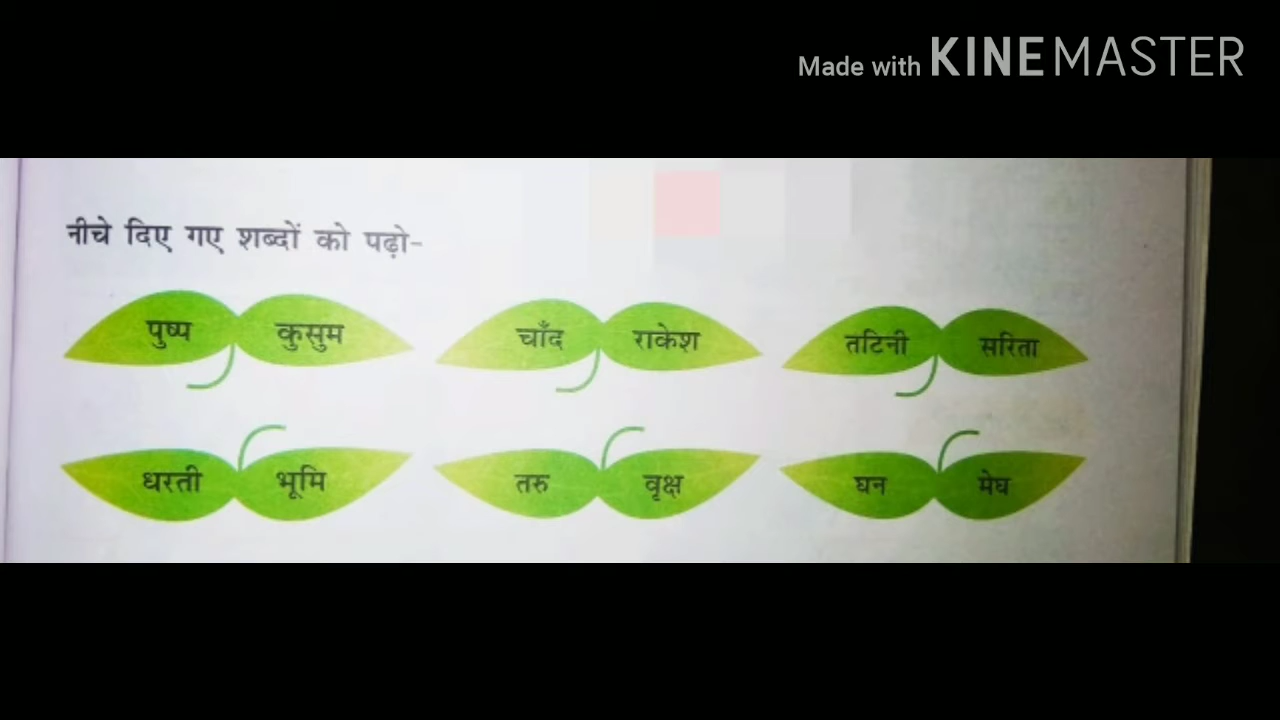 Made with KINEMASTER
नीचे दिए गए शब्दों को पढ़ो-
पुष्प कुसुम चाँद राकेश तटिनी सरिता
धरती भूमि तरु वृक्ष घन मेघ